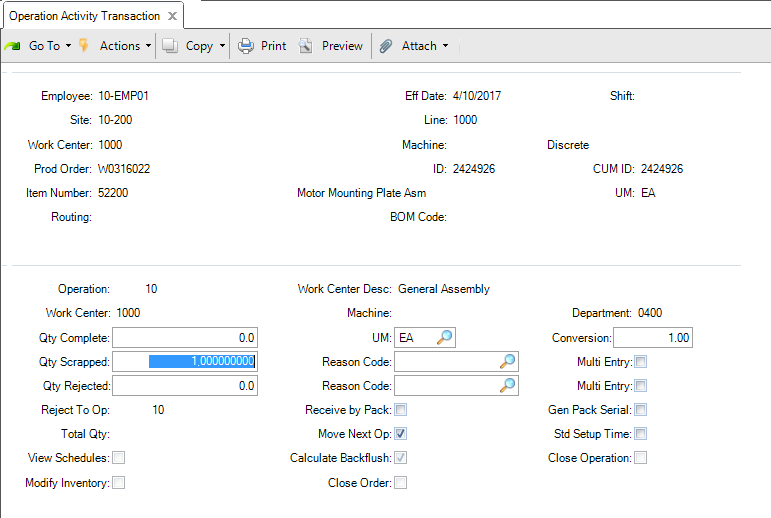 Operation Activity Transaction
Go To Actions Copy Print Preview Attach
Employee: 10-EMP01 Eff Date: 4/10/2017 Shift:
Site: 10-200 Line: 1000
Work Center: 1000 Machine: Discrete
Prod Order: W0316022 ID: 2424926 CUM ID: 2424926
Item Number: 52200 Motor Mounting Plate Asm UM: EA
Routing: BOM Code:
Operation: 10 Work Center Desc: General Assembly
Work Center: 1000 Machine: Department: 0400
Qty Complete: 0.0 UM: EA Conversion: 1.00
Qty Scrapped: 1.000000000 Reason Code: Multi Entry:
Qty Rejected: 0.0 Reason Code: Multi Entry:
Reject To Op: 10 Receive by Pack: Gen Pack Serial:
Total Qty: Move Next Op: Std Setup Time:
View Schedules: Calculate Backflush: Close Operation:
Modify Inventory: Close Order: